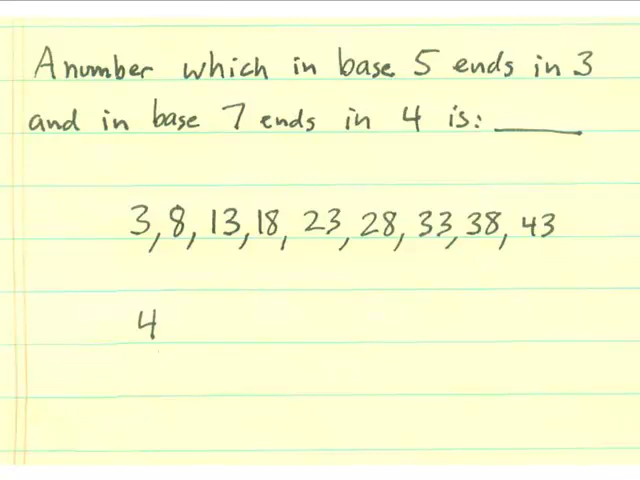 A number which in base 5 ends in 3
and in base 7 ends in 4 is: ______
3, 8, 13, 18, 23, 28, 33, 38, 43
4